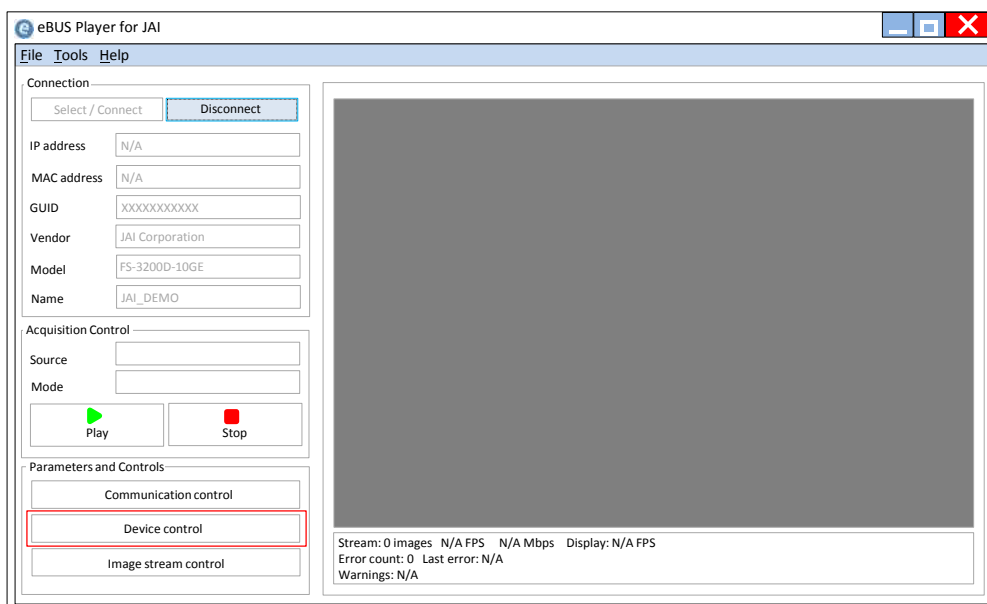 eBUS Player for JAI
File Tools Help
Connection
Select / Connect Disconnect
IP address N/A
MAC address N/A
GUID XXXXXXXXXXX
Vendor JAI Corporation
Model FS-3200D-10GE
Name JAI_DEMO
Acquisition Control
Source
Mode
Play Stop
Parameters and Controls
Communication control
Device control
Image stream control
Stream: 0 images N/A FPS N/A Mbps Display: N/A FPS
Error count: 0 Last error: N/A
Warnings: N/A